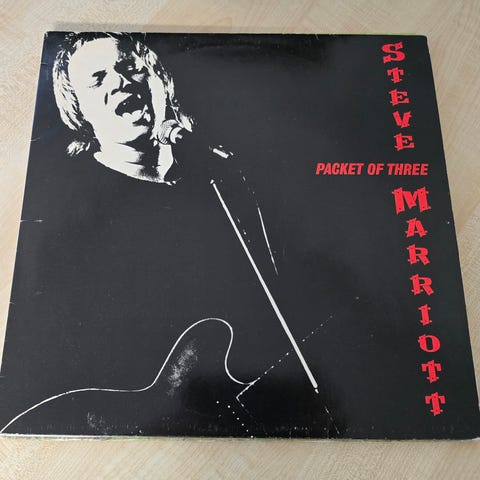 STEVE MARRIOTT
PACKET OF THREE